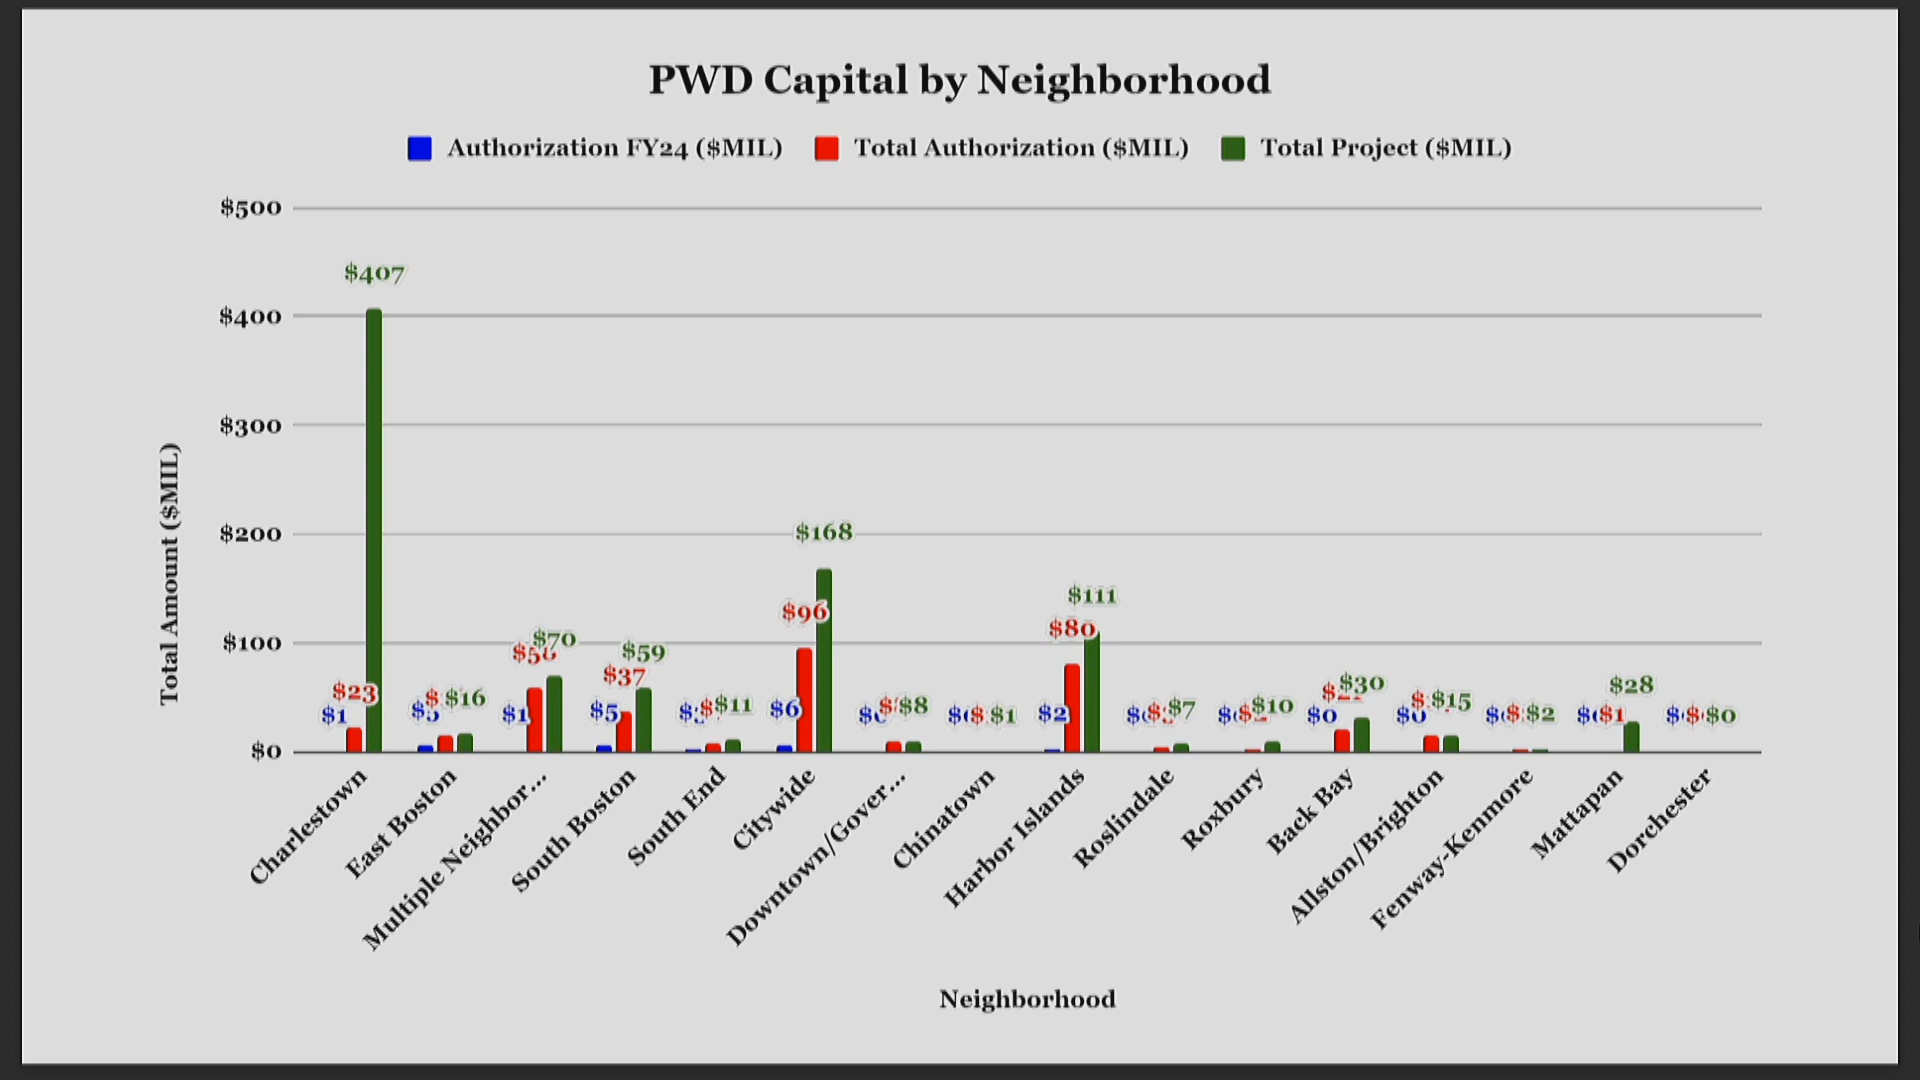 PWD Capital by Neighborhood
Authorization FY24 ($MIL) Total Authorization ($MIL) Total Project ($MIL)
Total Amount ($MIL)
$500
$400
$300
$200
$100
$0
$1 $23 $407
$16
$1 $70
$5 $37 $59
$11
$6 $96 $168
$8
$1
$2 $80 $111
$7
$10
$0 $30
$0 $15
$2
$1 $28
$0
Charlestown
East Boston
Multiple Neighbor...
South Boston
South End
Citywide
Downtown/Gover...
Chinatown
Harbor Islands
Roslindale
Roxbury
Back Bay
Allston/Brighton
Fenway-Kenmore
Mattapan
Dorchester
Neighborhood